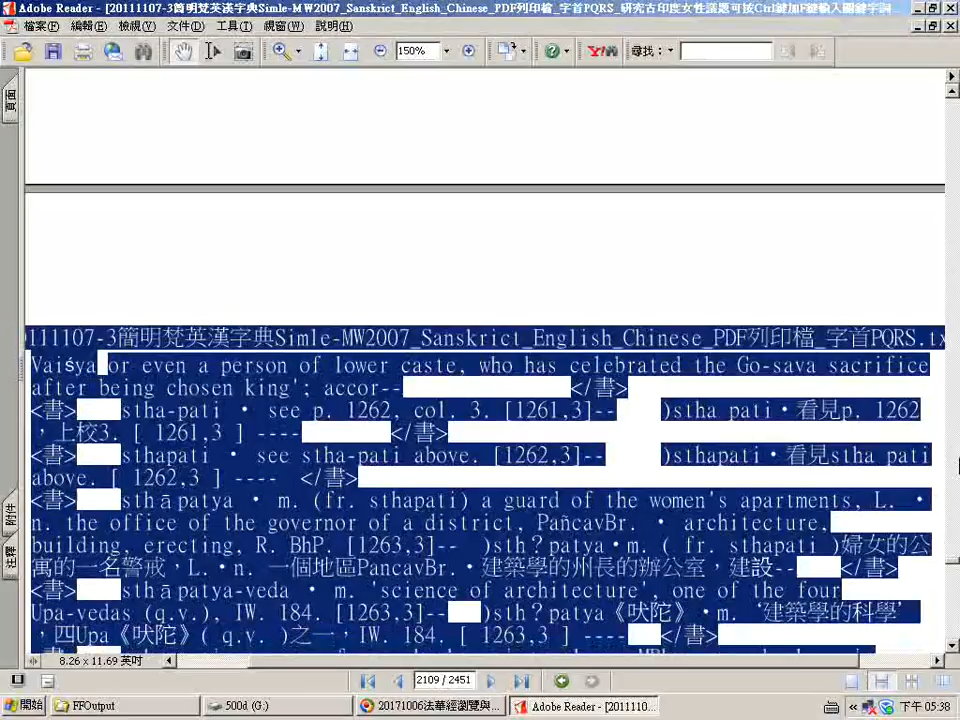 Adobe Reader - [20111107-3簡明梵英漢字典Simle-MW2007_Sanskrict_English_Chinese_PDF列印檔_字首PQRS_研究古印度女性議題可按Ctrl鍵加F鍵輸入關鍵字詞
檔案(F) 編輯(E) 檢視(V) 文件(D) 工具(T) 視窗(W) 說明(H)
150% Y! 尋找:
頁面
111107-3簡明梵英漢字典Simle-MW2007_Sanskrict_English_Chinese_PDF列印檔_字首PQRS.tx
Vaiśya or even a person of lower caste, who has celebrated the Go-sava sacrifice
after being chosen king'; accor-- </書>
<書> stha-pati • see p. 1262, col. 3. [1261,3]-- )stha pati•看見p. 1262
，上校3. [ 1261,3 ] ---- </書>
<書> sthapati • see stha-pati above. [1262,3]-- )sthapati•看見stha pati
above. [ 1262,3 ] ---- </書>
<書> sthāpatya • m. (fr. sthapati) a guard of the women's apartments, L. •
n. the office of the governor of a district, PañcavBr. • architecture,
building, erecting, R. BhP. [1263,3]-- )sth？patya•m. ( fr. sthapati )婦女的公
寓的一名警戒，L.•n. 一個地區PancavBr.•建築學的州長的辦公室，建設-- </書>
<書> sthāpatya-veda • m. 'science of architecture', one of the four
Upa-vedas (q.v.), IW. 184. [1263,3]-- )sth？patya《吠陀》•m. ‘建築學的科學’
，四Upa《吠陀》( q.v. )之一，IW. 184. [ 1263,3 ] ---- </書>
附件
注釋
8.26 x 11.69 英吋
2109 / 2451
開始 FFOutput 500d (G:) 20171006法華經瀏覽與... Adobe Reader - [2011110... « 下午 05:38